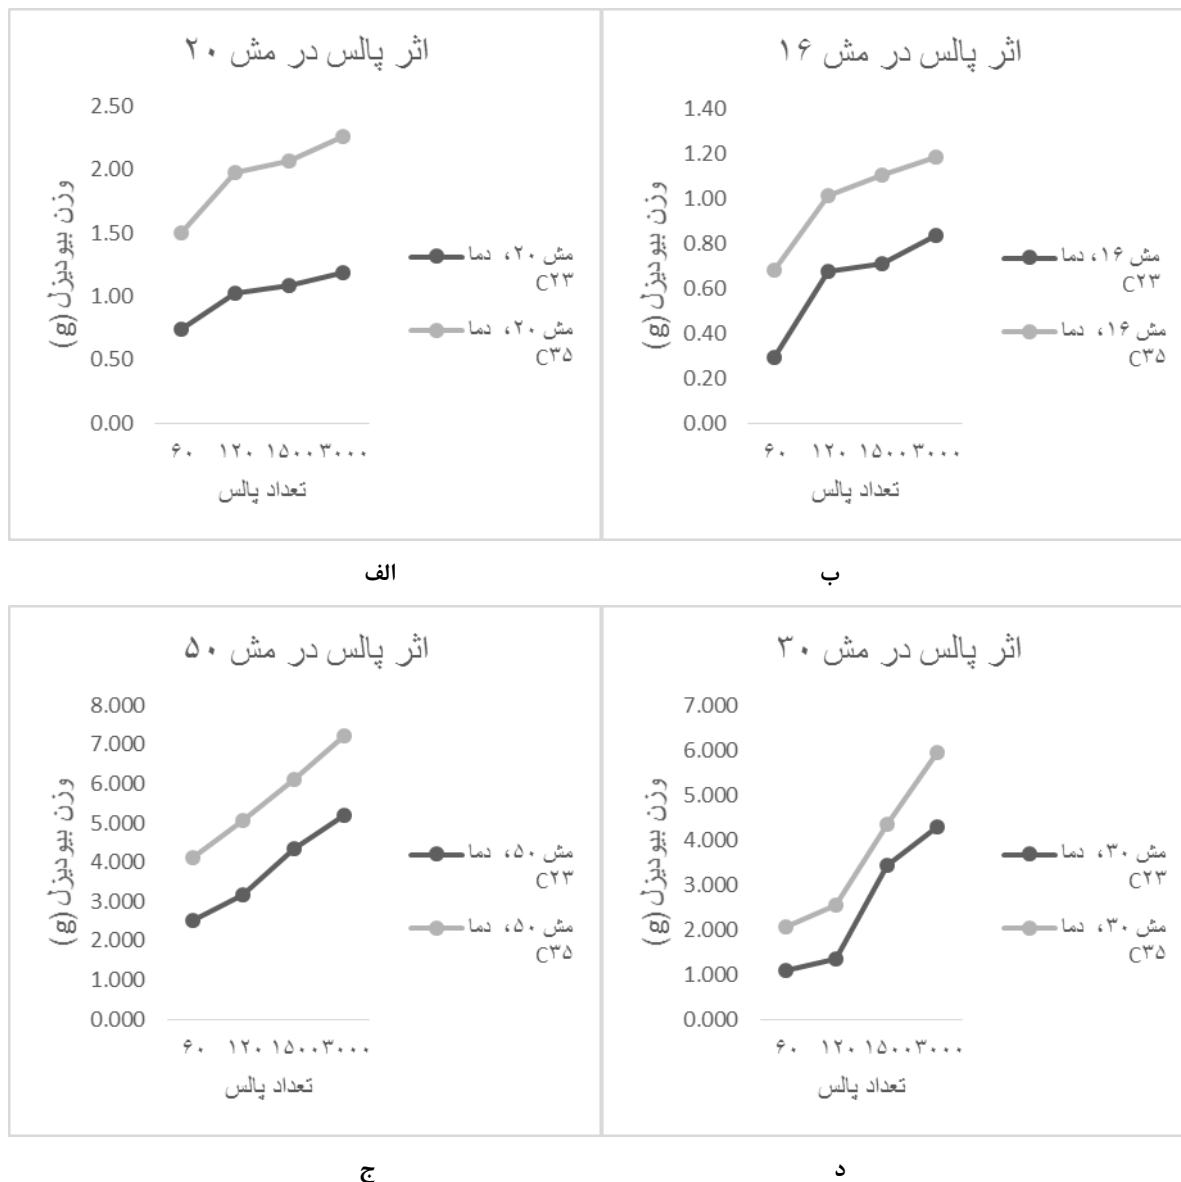 اثر پالس در مش ۲۰
2.50
2.00
1.50
1.00
0.50
0.00
وزن بیودیزل (g)
۶۰ ۱۲۰ ۱۵۰۰ ۳۰۰۰
تعداد پالس
مش ۲۰، دما
C۲۳
مش ۲۰، دما
C۳۵
الف
اثر پالس در مش ۱۶
1.40
1.20
1.00
0.80
0.60
0.40
0.20
0.00
وزن بیودیزل (g)
۶۰ ۱۲۰ ۱۵۰۰ ۳۰۰۰
تعداد پالس
مش ۱۶، دما
C۲۳
مش ۱۶، دما
C۳۵
ب
اثر پالس در مش ۵۰
8.000
7.000
6.000
5.000
4.000
3.000
2.000
1.000
0.000
وزن بیودیزل (g)
۶۰ ۱۲۰ ۱۵۰۰ ۳۰۰۰
تعداد پالس
مش ۵۰، دما
C۲۳
مش ۵۰، دما
C۳۵
ج
اثر پالس در مش ۳۰
7.000
6.000
5.000
4.000
3.000
2.000
1.000
0.000
وزن بیودیزل (g)
۶۰ ۱۲۰ ۱۵۰۰ ۳۰۰۰
تعداد پالس
مش ۳۰، دما
C۲۳
مش ۳۰، دما
C۳۵
د